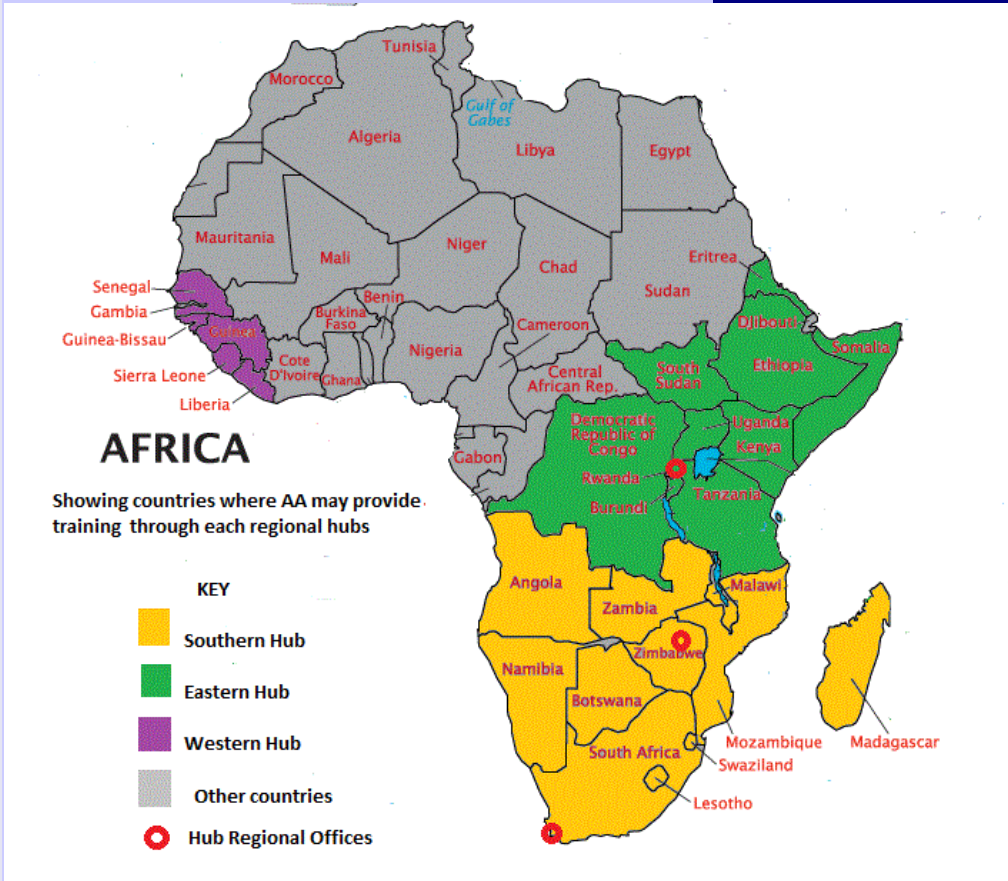 Tunisia
Morocco
Gulf of
Gabes
Algeria
Libya
Egypt
Mauritania
Niger
Mali
Chad
Eritrea
Senegal
Sudan
Benin
Gambia
Burkina
Faso
Djibouti
Cameroon
Guinea
Guinea-Bissau
Nigeria
Somalia
Cote
D'Ivoire
Ghana
Ethiopia
South
Sudan
Central
African Rep.
Sierra Leone
Liberia
Democratic
Republic of
Congo
Uganda
Kenya
AFRICA
Gabon
Rwanda
Tanzania
Burundi
Showing countries where AA may provide
training through each regional hubs
Angola
Malawi
KEY
Zambia
Southern Hub
Zimbabwe
Namibia
Eastern Hub
Botswana
Western Hub
South Africa
Mozambique
Madagascar
Swaziland
Other countries
Lesotho
Hub Regional Offices